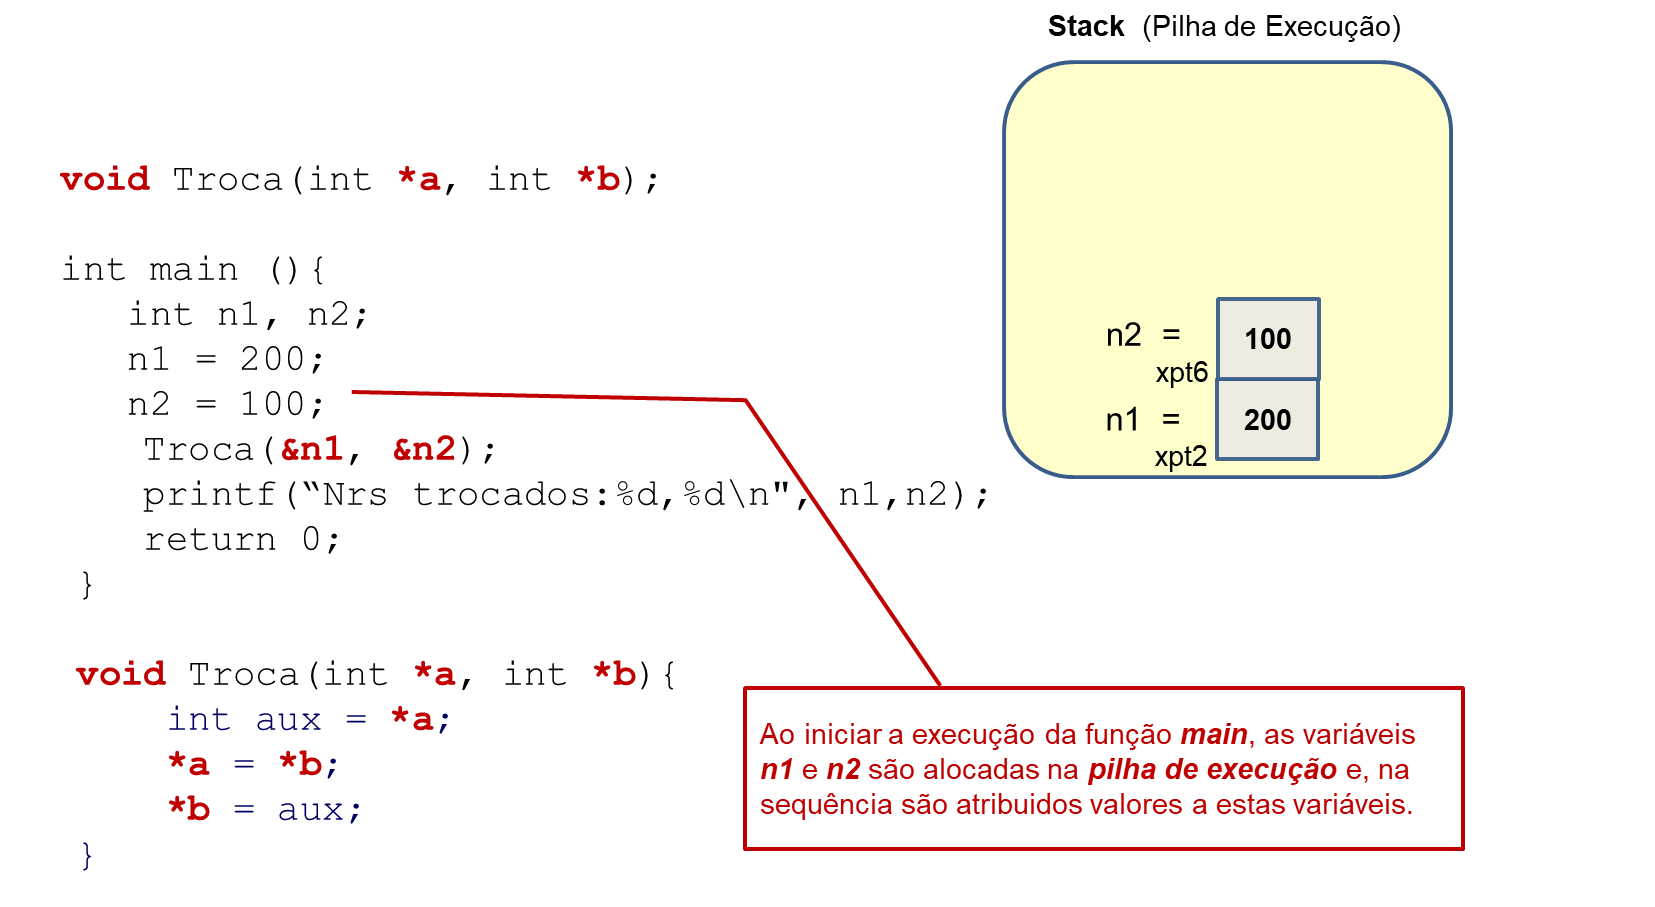 Stack (Pilha de Execução)
void Troca(int *a, int *b);
int main (){
int n1, n2;
n1 = 200;
n2 = 100;
Troca(&n1, &n2);
printf(“Nrs trocados:%d,%d\n", n1,n2);
return 0;
}
void Troca(int *a, int *b){
int aux = *a;
*a = *b;
*b = aux;
}
n2 = 100
xpt6
n1 = 200
xpt2
Ao iniciar a execução da função main, as variáveis
n1 e n2 são alocadas na pilha de execução e, na
sequência são atribuidos valores a estas variáveis.